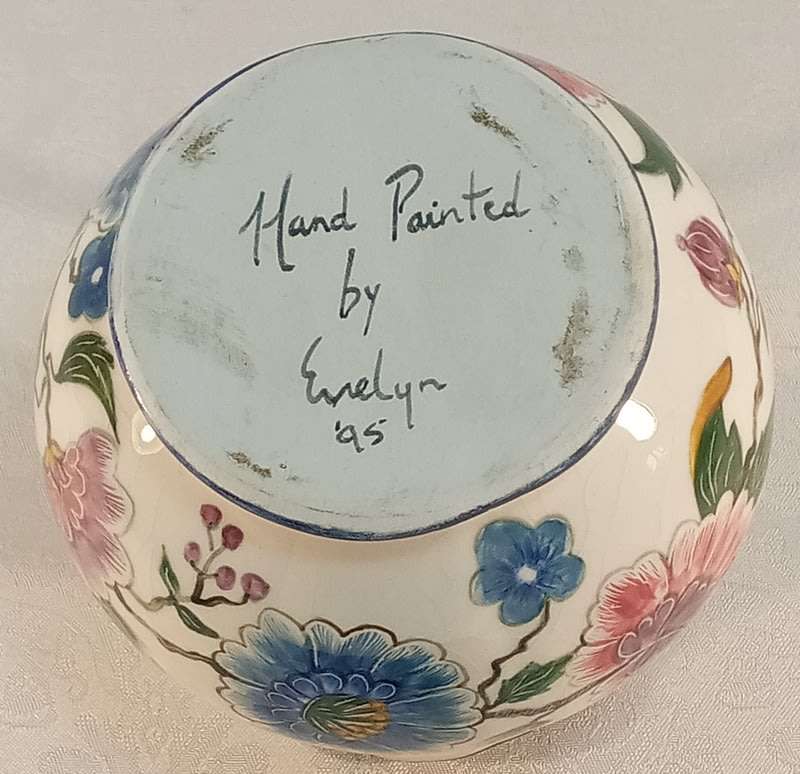 Hand Painted
by
Evelyn
'95